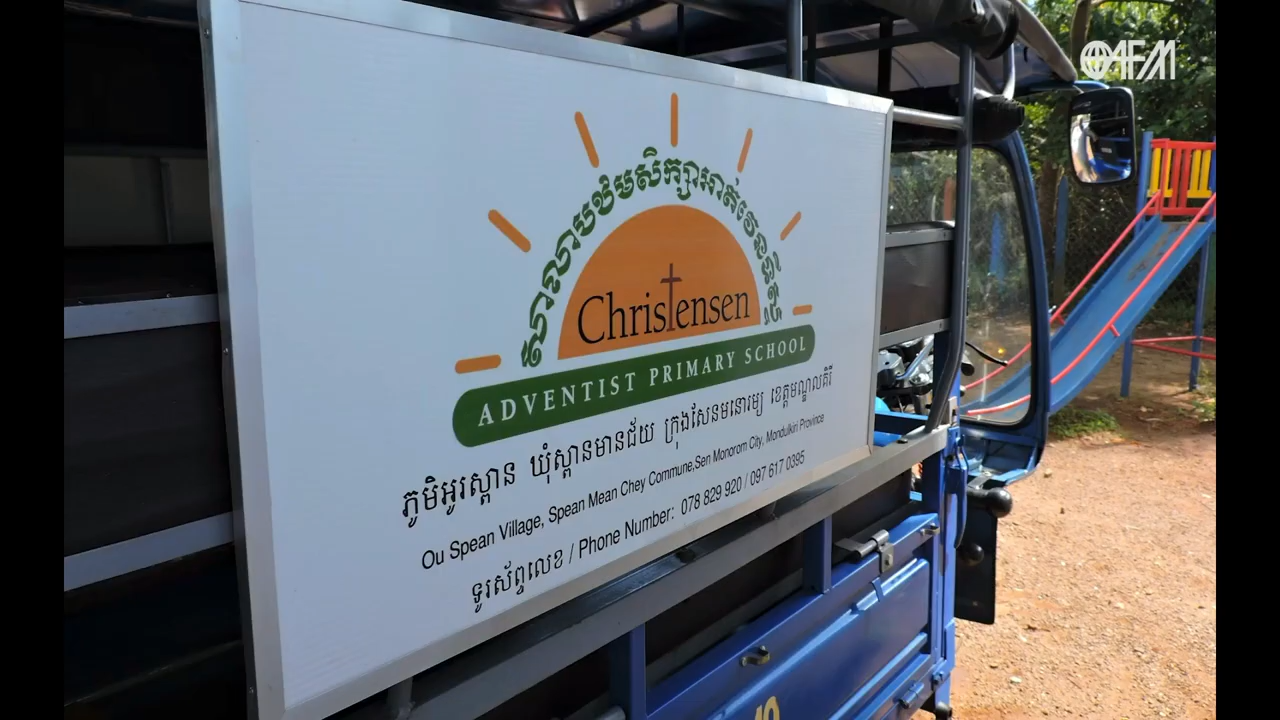 AFM
សាលាបឋមសិក្សាអាត់វេនធីស្ទ
Christensen
ADVENTIST PRIMARY SCHOOL
ភូមិអូរស្ពាន ឃុំស្ពានមានជ័យ ក្រុងសែនមនោរម្យ ខេត្តមណ្ឌលគិរី
Ou Spean Village, Spean Mean Chey Commune,Sen Monorom City, Mondulkiri Province
ទូរស័ព្ទលេខ / Phone Number: 078 829 920 / 097 617 0395